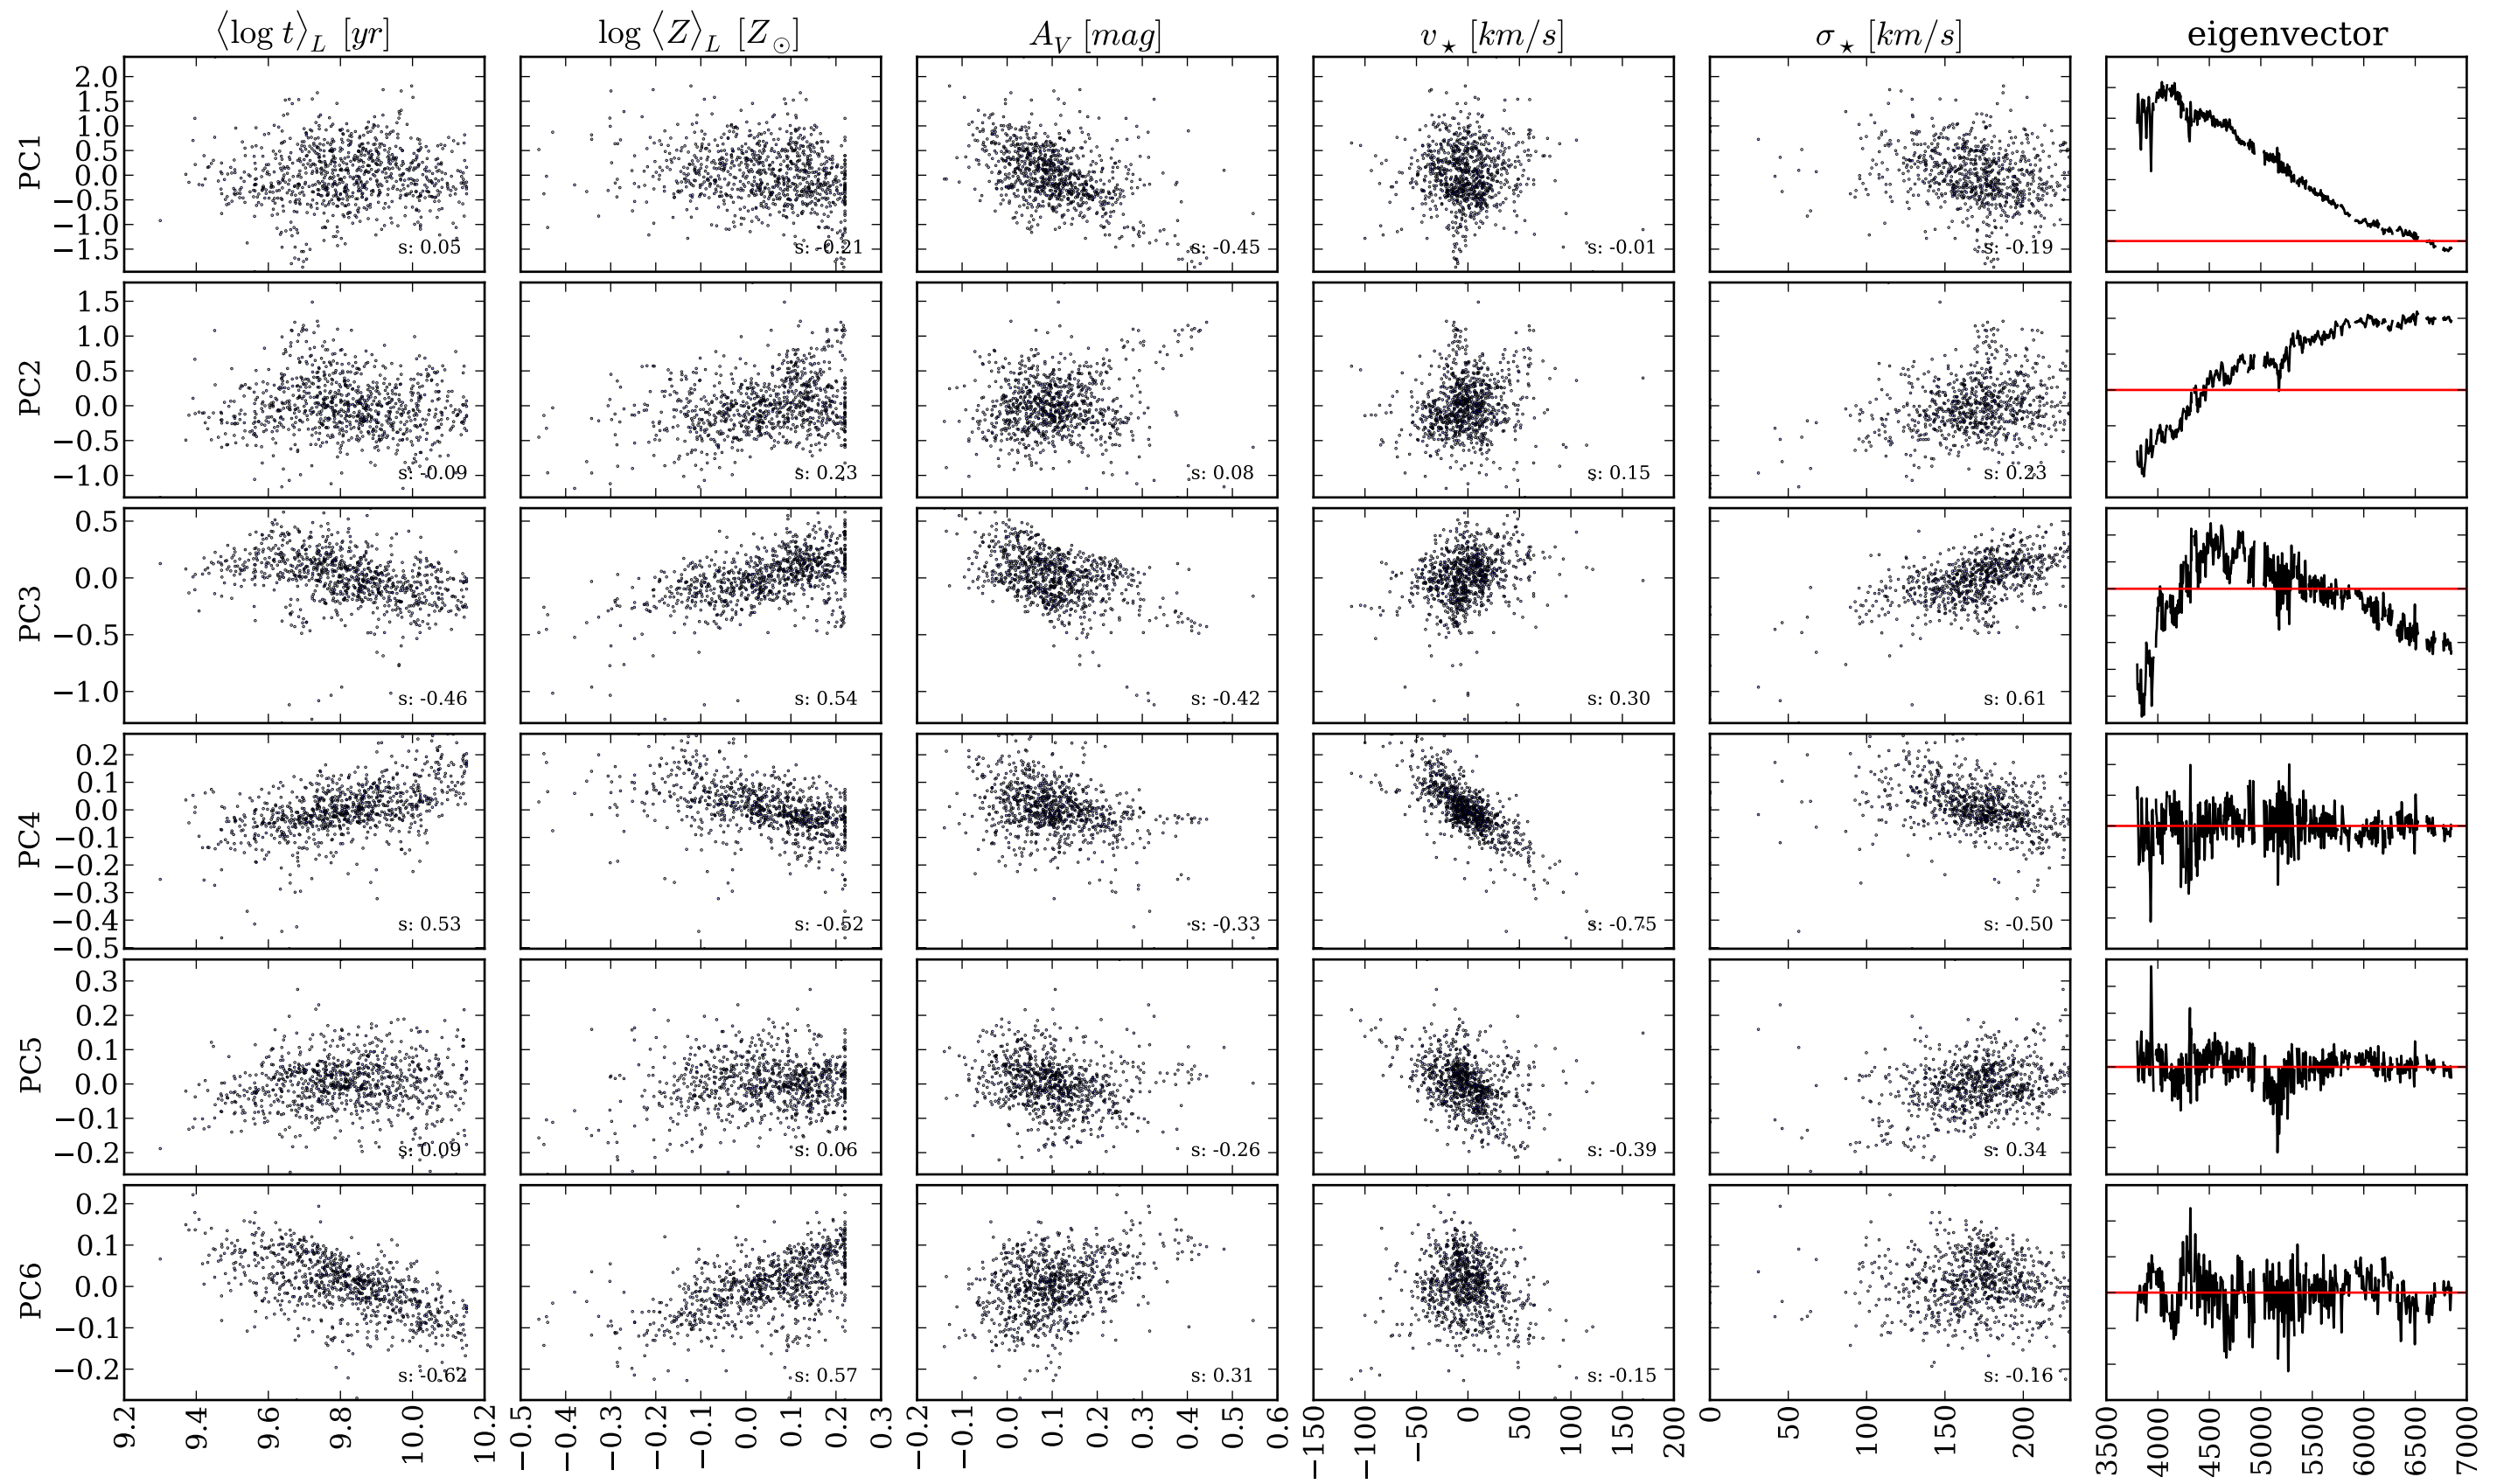 ⟨log t⟩_L [yr] log ⟨Z⟩_L [Z_⊙] A_V [mag] v_⋆ [km/s] σ_⋆ [km/s] eigenvector
PC1
2.0
1.5
1.0
0.5
0.0
−0.5
−1.0
−1.5
s: 0.05 s: -0.21 s: -0.45 s: -0.01 s: -0.19
PC2
1.5
1.0
0.5
0.0
−0.5
−1.0
s: -0.09 s: 0.23 s: 0.08 s: 0.15 s: 0.23
PC3
0.5
0.0
−0.5
−1.0
s: -0.46 s: 0.54 s: -0.42 s: 0.30 s: 0.61
PC4
0.2
0.1
0.0
−0.1
−0.2
−0.3
−0.4
−0.5
s: 0.53 s: -0.52 s: -0.33 s: -0.75 s: -0.50
PC5
0.3
0.2
0.1
0.0
−0.1
−0.2
s: 0.09 s: 0.06 s: -0.26 s: -0.39 s: 0.34
PC6
0.2
0.1
0.0
−0.1
−0.2
s: -0.62 s: 0.57 s: 0.31 s: -0.15 s: -0.16
9.2 9.4 9.6 9.8 10.0 10.2
−0.5 −0.4 −0.3 −0.2 −0.1 0.0 0.1 0.2 0.3
−0.2 −0.1 0.0 0.1 0.2 0.3 0.4 0.5 0.6
−150 −100 −50 0 50 100 150 200
0 50 100 150 200
3500 4000 4500 5000 5500 6000 6500 7000